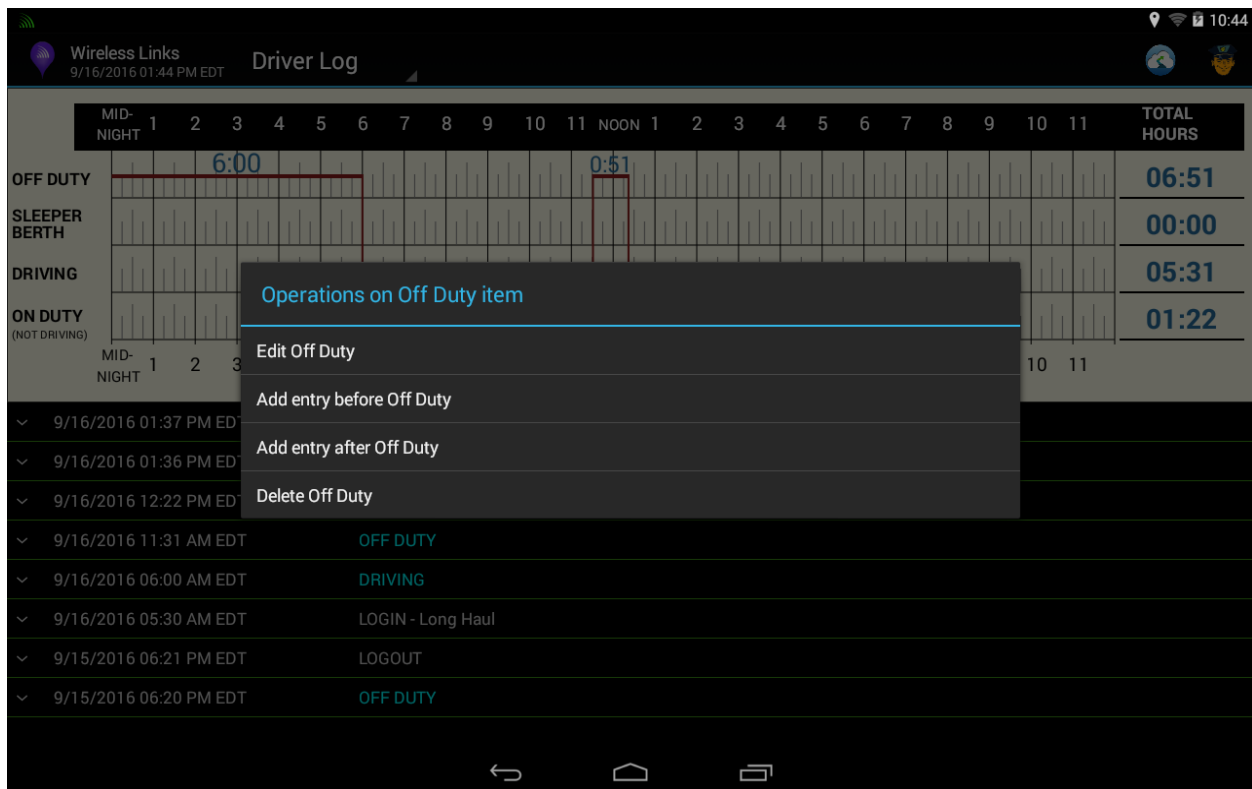 10:44
Wireless Links
9/16/2016 01:44 PM EDT
Driver Log
MID-NIGHT 1 2 3 4 5 6 7 8 9 10 11 NOON 1 2 3 4 5 6 7 8 9 10 11 TOTAL HOURS
6:00 0:51
OFF DUTY 06:51
SLEEPER BERTH 00:00
DRIVING 05:31
ON DUTY 01:22
(NOT DRIVING)
MID-NIGHT 1 2 3 10 11
Operations on Off Duty item
Edit Off Duty
Add entry before Off Duty
Add entry after Off Duty
Delete Off Duty
9/16/2016 01:37 PM ED
9/16/2016 01:36 PM ED
9/16/2016 12:22 PM ED
9/16/2016 11:31 AM EDT OFF DUTY
9/16/2016 06:00 AM EDT DRIVING
9/16/2016 05:30 AM EDT LOGIN - Long Haul
9/15/2016 06:21 PM EDT LOGOUT
9/15/2016 06:20 PM EDT OFF DUTY